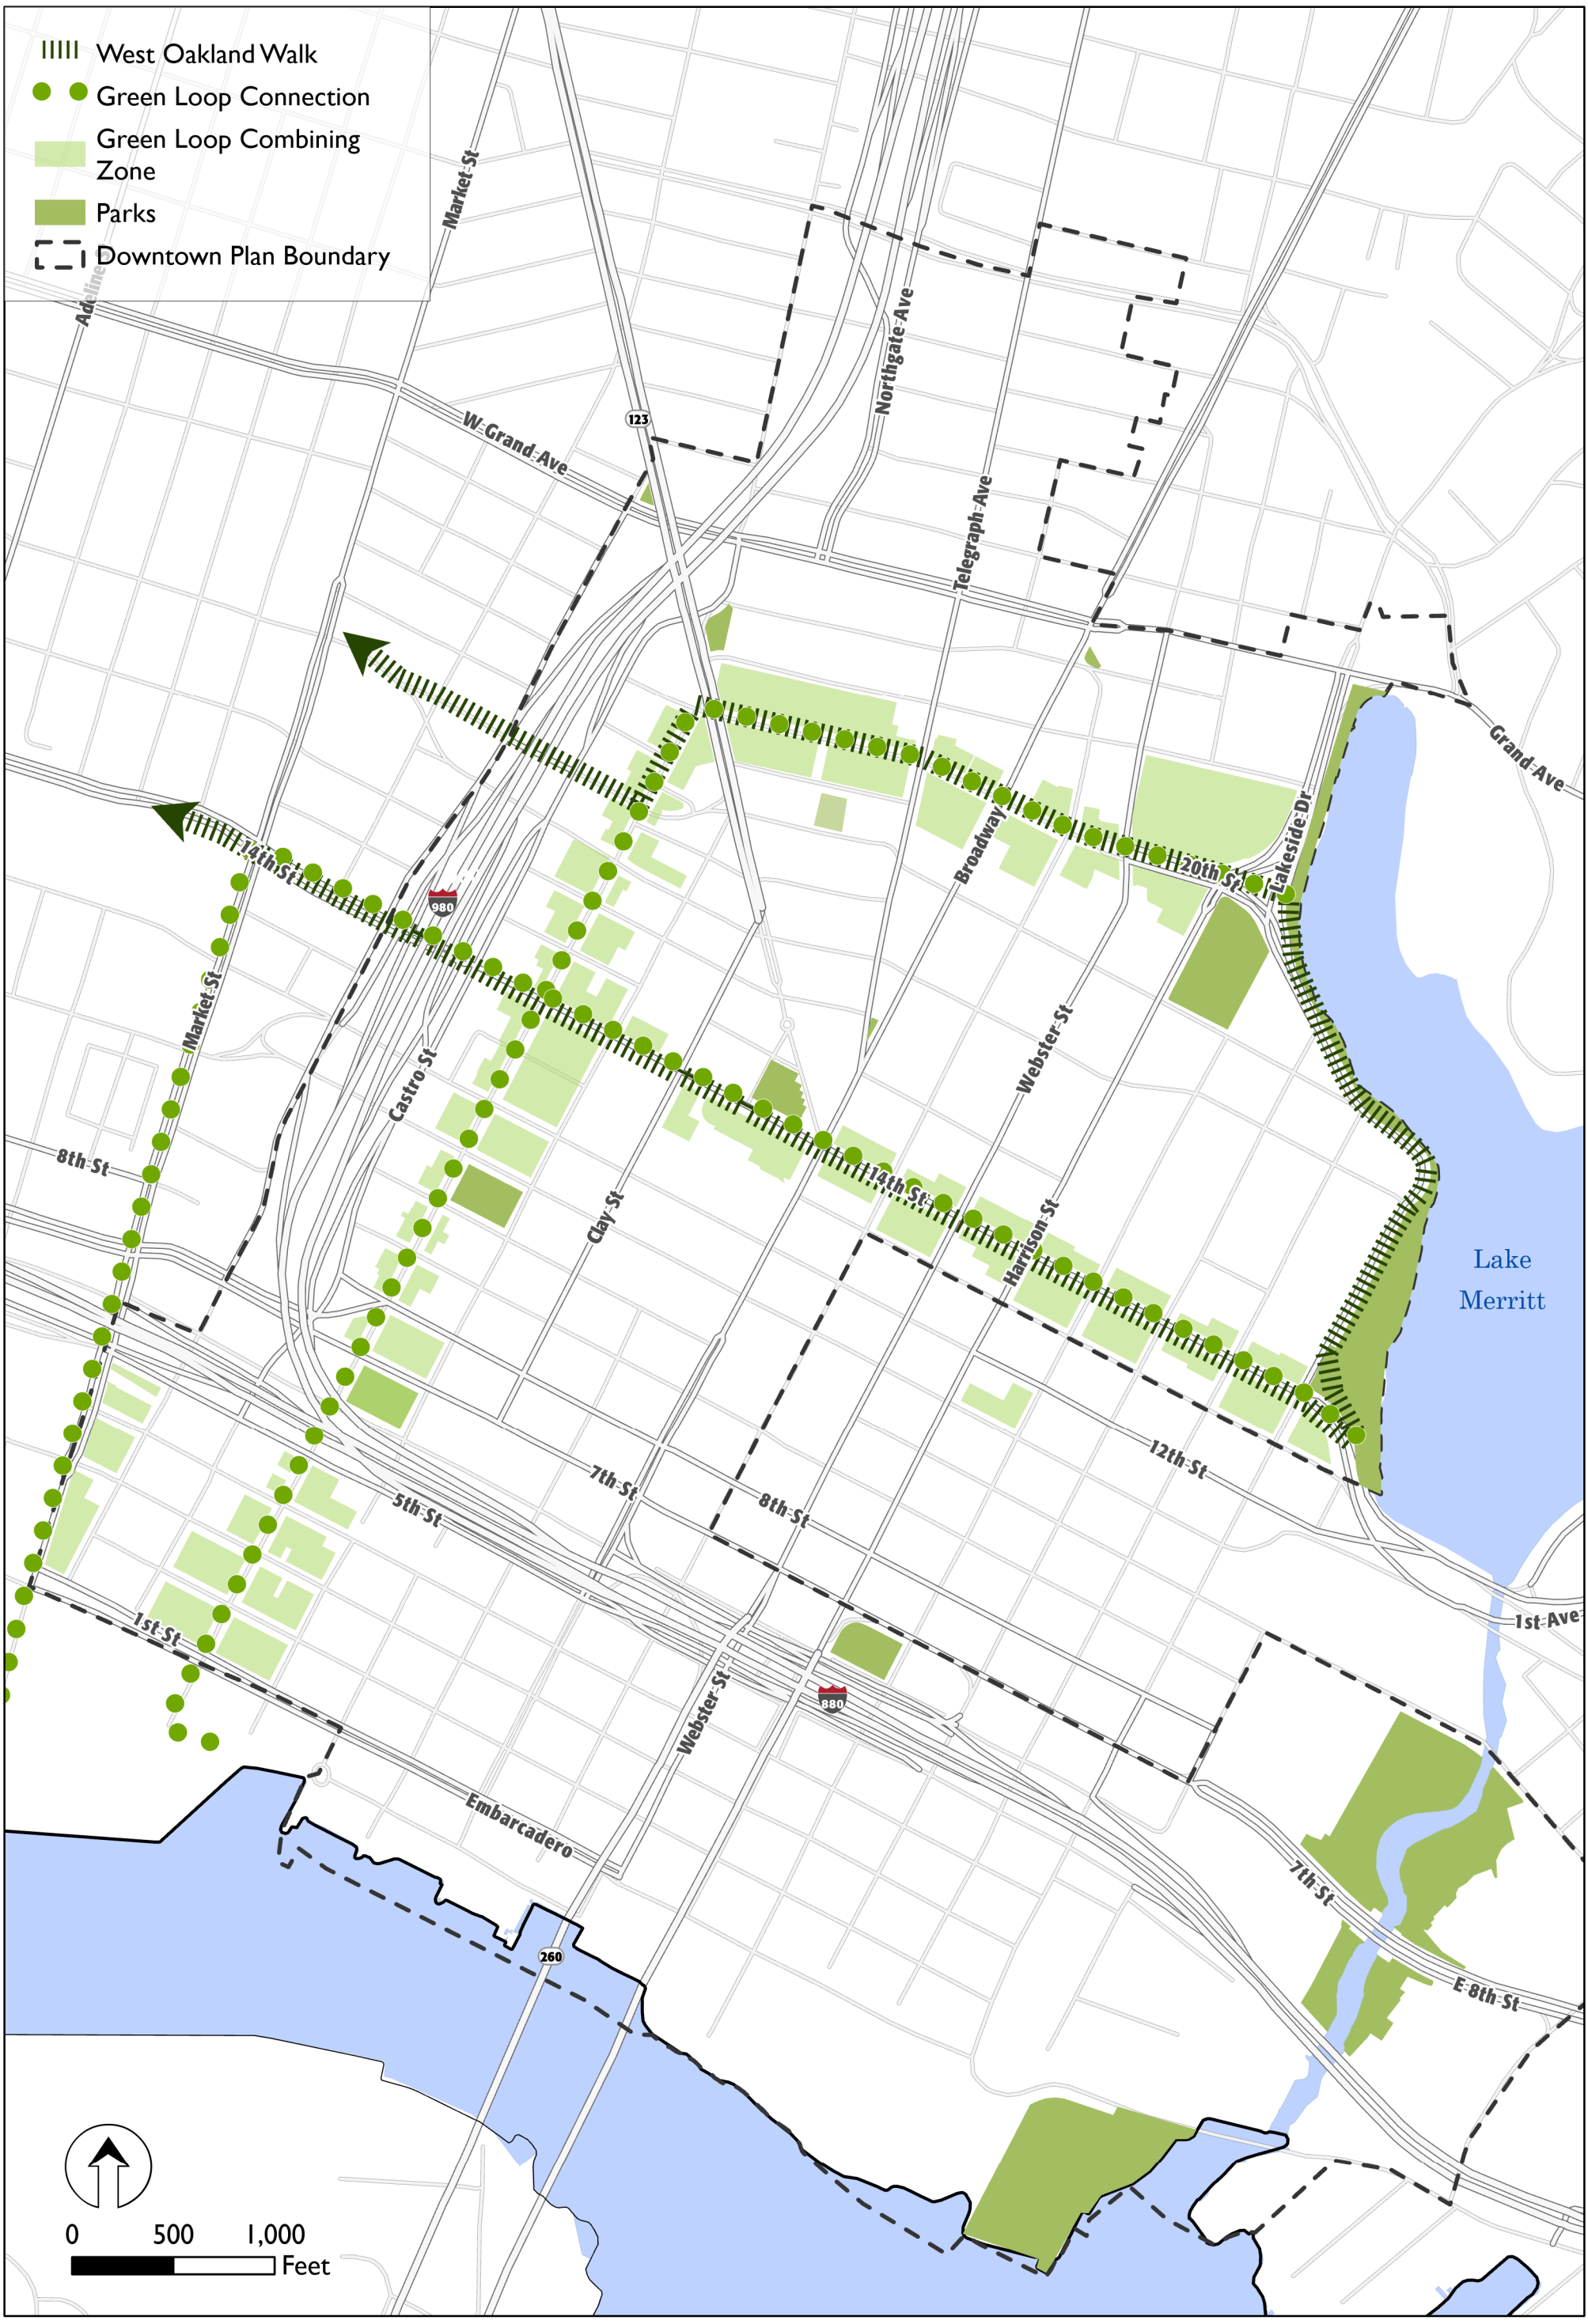 West Oakland Walk
Green Loop Connection
Green Loop Combining
Zone
Parks
Downtown Plan Boundary
Market St
Adeline
Northgate Ave
123
W Grand Ave
Telegraph Ave
Grand Ave
Lakeside Dr
Broadway
20th St
14th St
980
Market St
Webster St
Castro St
8th St
14th St
Clay St
Harrison St
Lake
Merritt
12th St
7th St
8th St
5th St
1st St
1st Ave
Webster St
880
Embarcadero
7th St
260
E 8th St
0 500 1,000
Feet